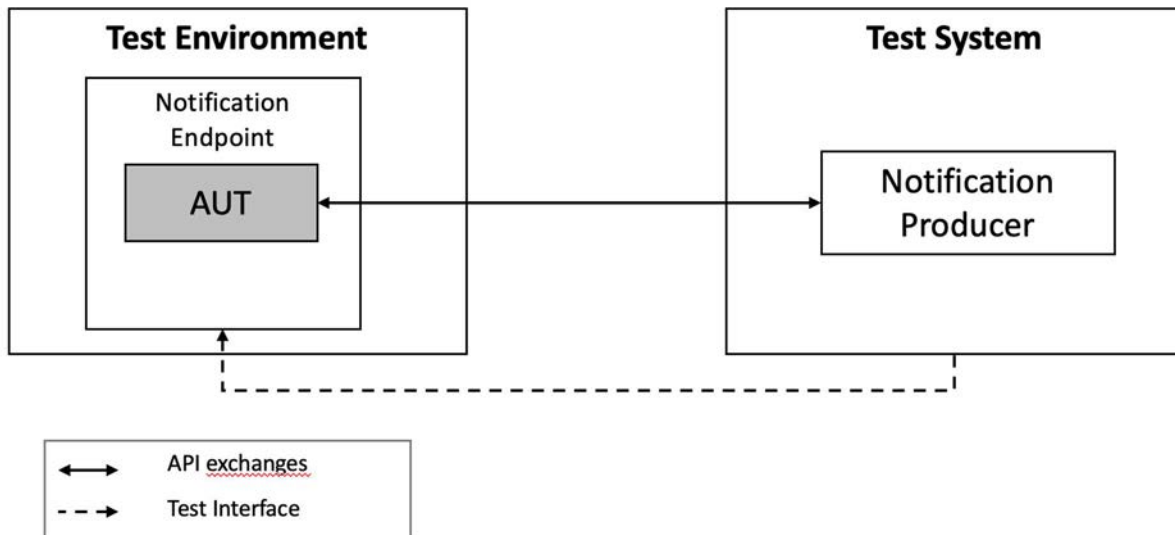 Test Environment
Test System
Notification
Endpoint
AUT
Notification
Producer
API exchanges
Test Interface